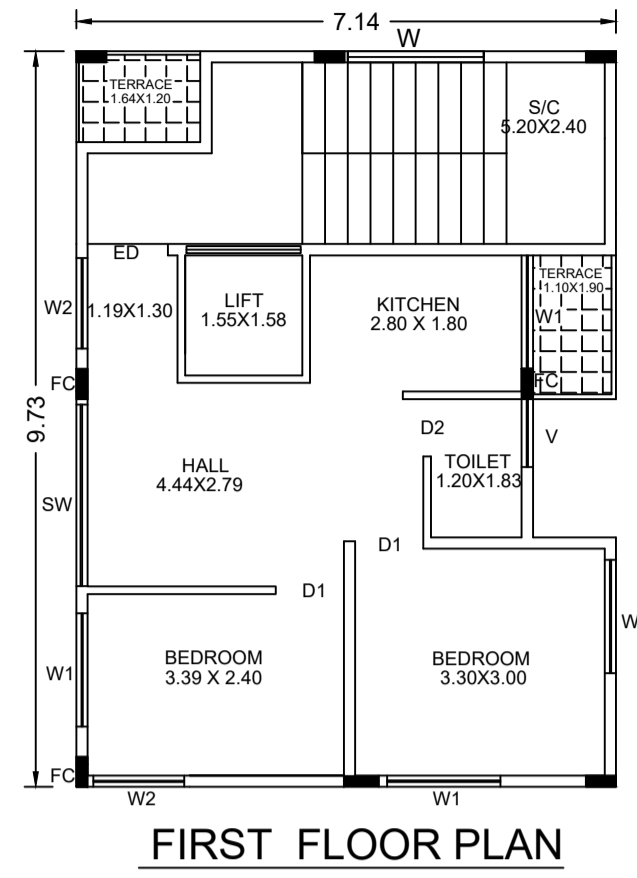 7.14
W
TERRACE
1.64X1.20
S/C
5.20X2.40
ED
TERRACE
1.10X1.90
W2
1.19X1.30
LIFT
1.55X1.58
KITCHEN
2.80 X 1.80
W1
FC
FC
9.73
D2
V
HALL
4.44X2.79
TOILET
1.20X1.83
SW
D1
D1
W
W1
BEDROOM
3.39 X 2.40
BEDROOM
3.30X3.00
FC
W2
W1
FIRST FLOOR PLAN